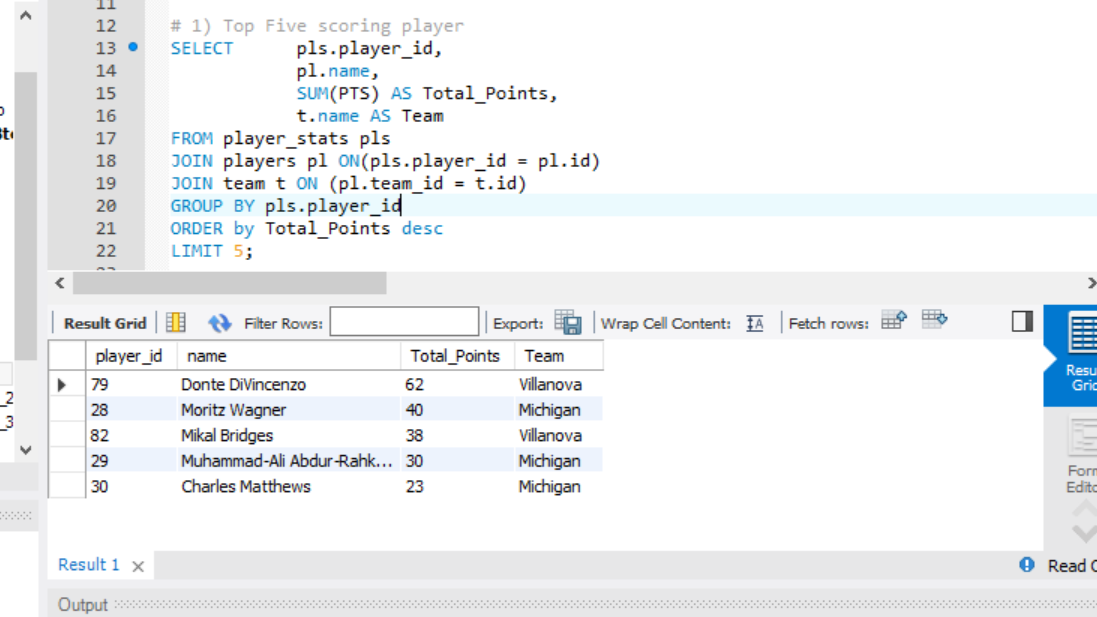 11
12 # 1) Top Five scoring player
13 SELECT pls.player_id,
14 pl.name,
15 SUM(PTS) AS Total_Points,
16 t.name AS Team
17 FROM player_stats pls
18 JOIN players pl ON(pls.player_id = pl.id)
19 JOIN team t ON (pl.team_id = t.id)
20 GROUP BY pls.player_id
21 ORDER by Total_Points desc
22 LIMIT 5;
Result Grid Filter Rows: Export: Wrap Cell Content: IA Fetch rows:
player_id name Total_Points Team
79 Donte DiVincenzo 62 Villanova
28 Moritz Wagner 40 Michigan
82 Mikal Bridges 38 Villanova
29 Muhammad-Ali Abdur-Rahk... 30 Michigan
30 Charles Matthews 23 Michigan
Resu
Grid
Form
Edito
_2
_3
Result 1
Read O
Output